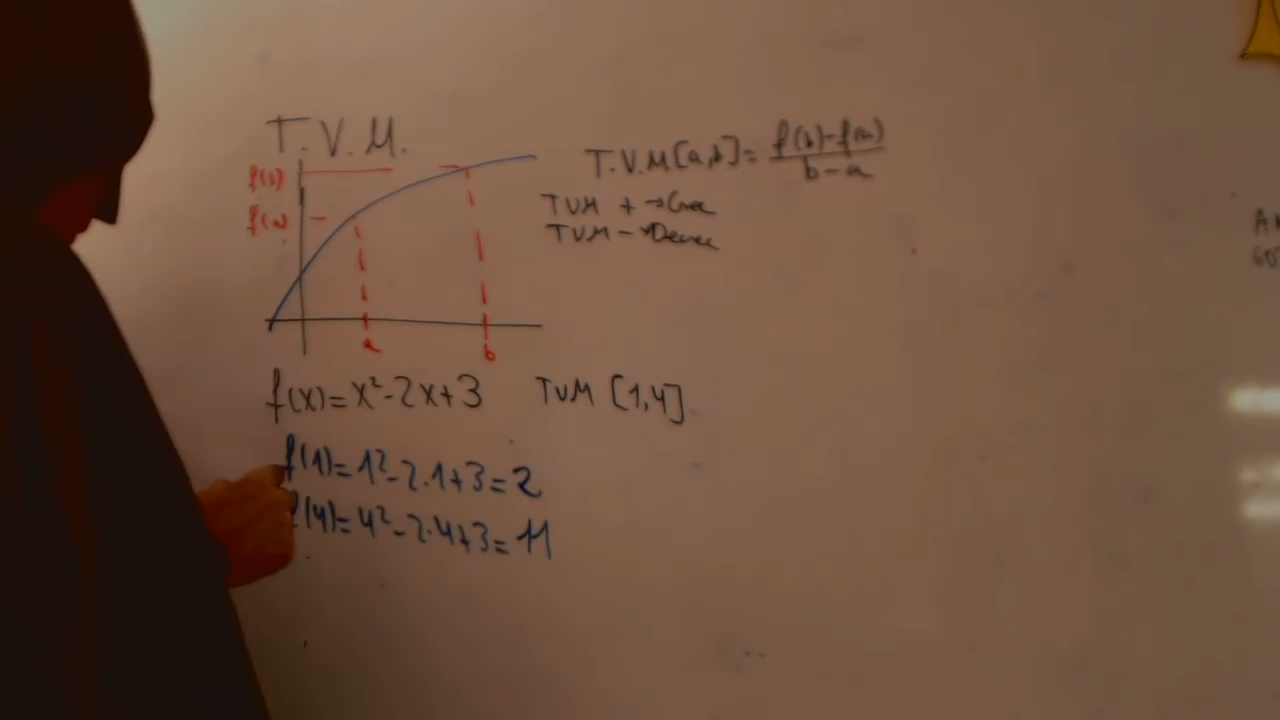 T.V.M.
T.V.M[a,b]= f(b)-f(a) / b-a
f(b)
f(a)
TVM + →Crec
TVM - →Decrec
a
b
f(x)=x²-2x+3 TVM [1,4]
f(1)=1²-2·1+3=2
f(4)=4²-2·4+3=11